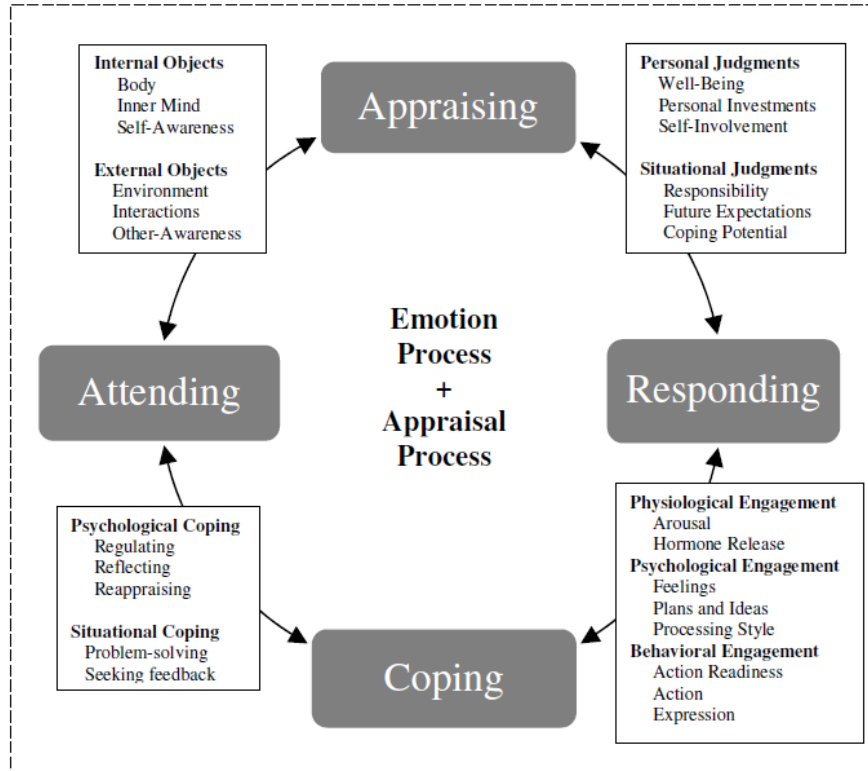 Internal Objects
Body
Inner Mind
Self-Awareness
External Objects
Environment
Interactions
Other-Awareness
Appraising
Personal Judgments
Well-Being
Personal Investments
Self-Involvement
Situational Judgments
Responsibility
Future Expectations
Coping Potential
Attending
Emotion
Process
+
Appraisal
Process
Responding
Psychological Coping
Regulating
Reflecting
Reappraising
Situational Coping
Problem-solving
Seeking feedback
Coping
Physiological Engagement
Arousal
Hormone Release
Psychological Engagement
Feelings
Plans and Ideas
Processing Style
Behavioral Engagement
Action Readiness
Action
Expression